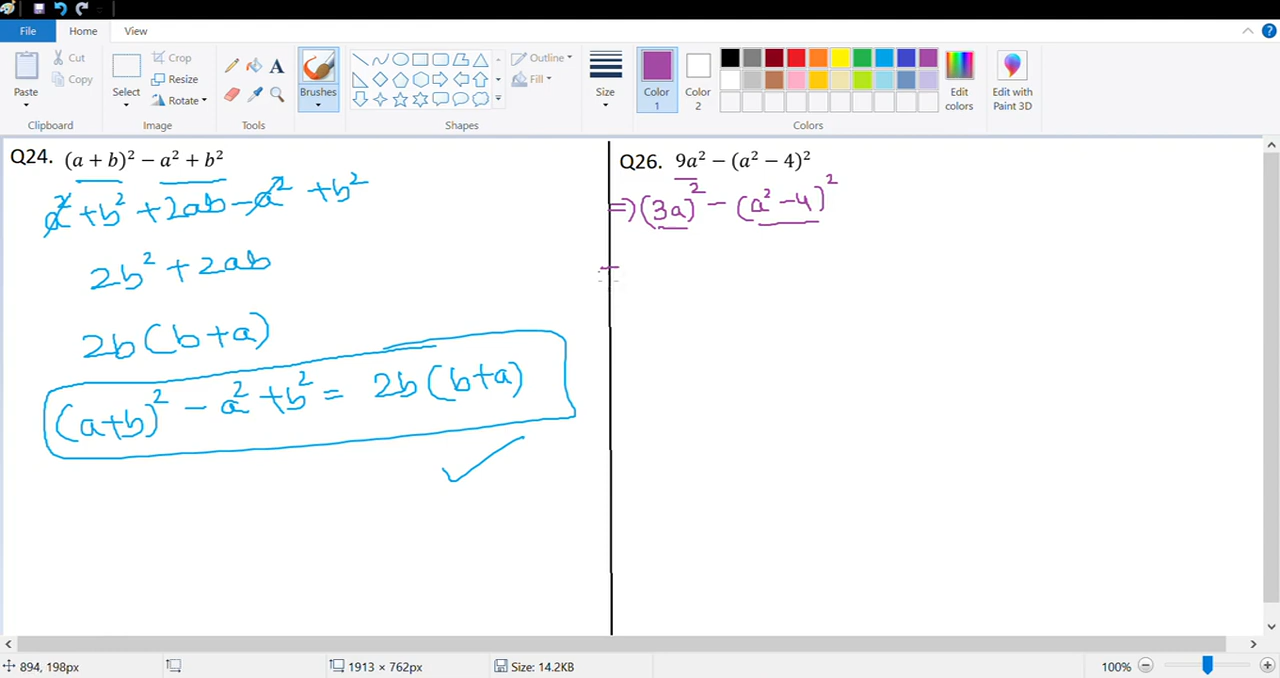 File Home View
Paste Cut Copy Clipboard
Select Crop Resize Rotate Image
Tools
Brushes
Outline Fill Shapes
Size
Color 1 Color 2 Edit colors Colors
Edit with Paint 3D
Q24. (a + b)² − a² + b²
a² + b² + 2ab − a² + b²
2b² + 2ab
2b (b+a)
(a+b)² − a² + b² = 2b (b+a)
Q26. 9a² − (a² − 4)²
⇒ (3a)² − (a² − 4)²
894, 198px 1913 × 762px Size: 14.2KB 100%